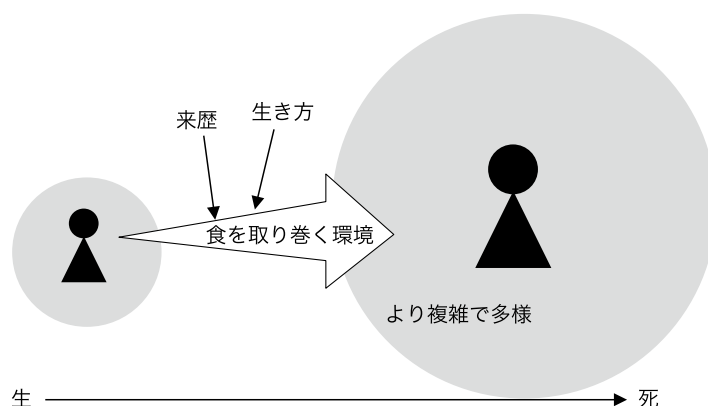 生き方
来歴
食を取り巻く環境
より複雑で多様
生
死